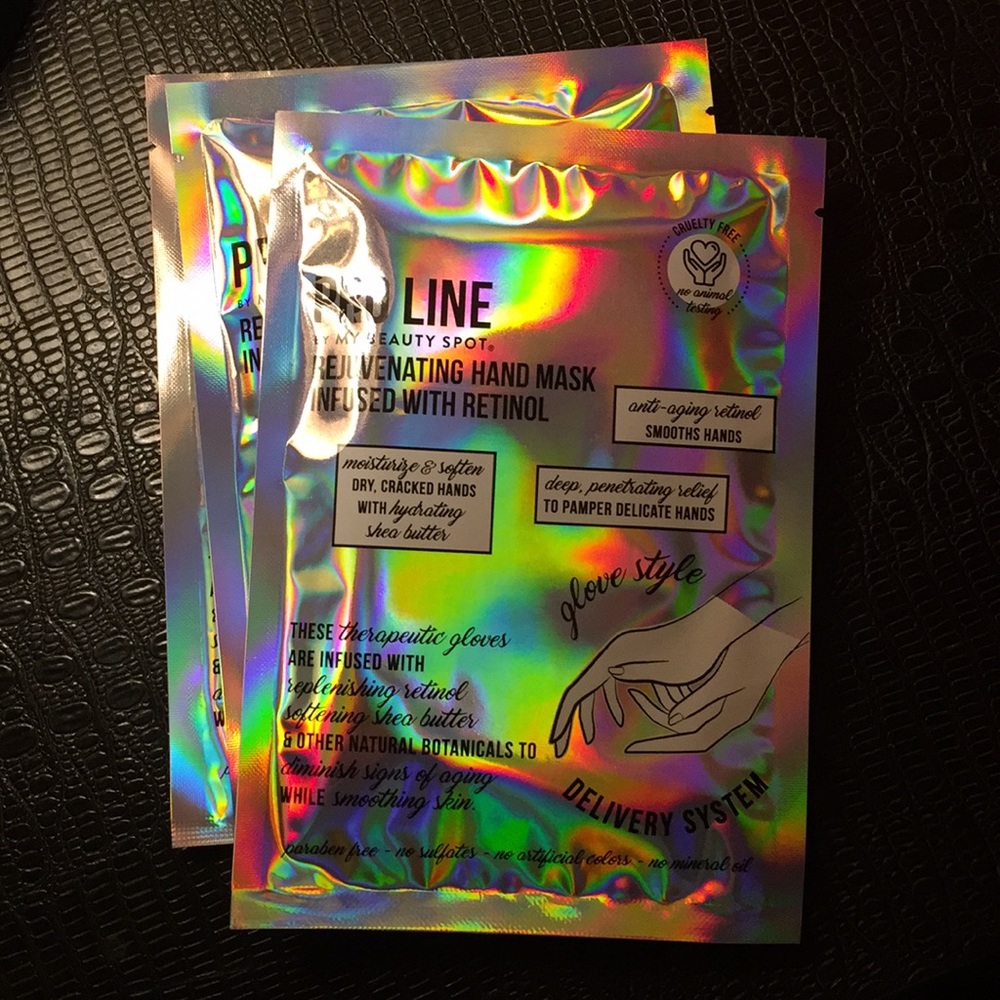 CRUELTY FREE
no animal
testing
PRO LINE
BY MY BEAUTY SPOT®
REJUVENATING HAND MASK
INFUSED WITH RETINOL
anti-aging retinol
SMOOTHS HANDS
moisturize & soften
DRY, CRACKED HANDS
WITH hydrating
shea butter
deep, penetrating relief
TO PAMPER DELICATE HANDS
glove style
DELIVERY SYSTEM
THESE therapeutic gloves
ARE INFUSED WITH
replenishing retinol
softening shea butter
& OTHER NATURAL BOTANICALS TO
diminish signs of aging
WHILE smoothing skin.
paraben free - no sulfates - no artificial colors - no mineral oil
P
BY
RE
IN
&